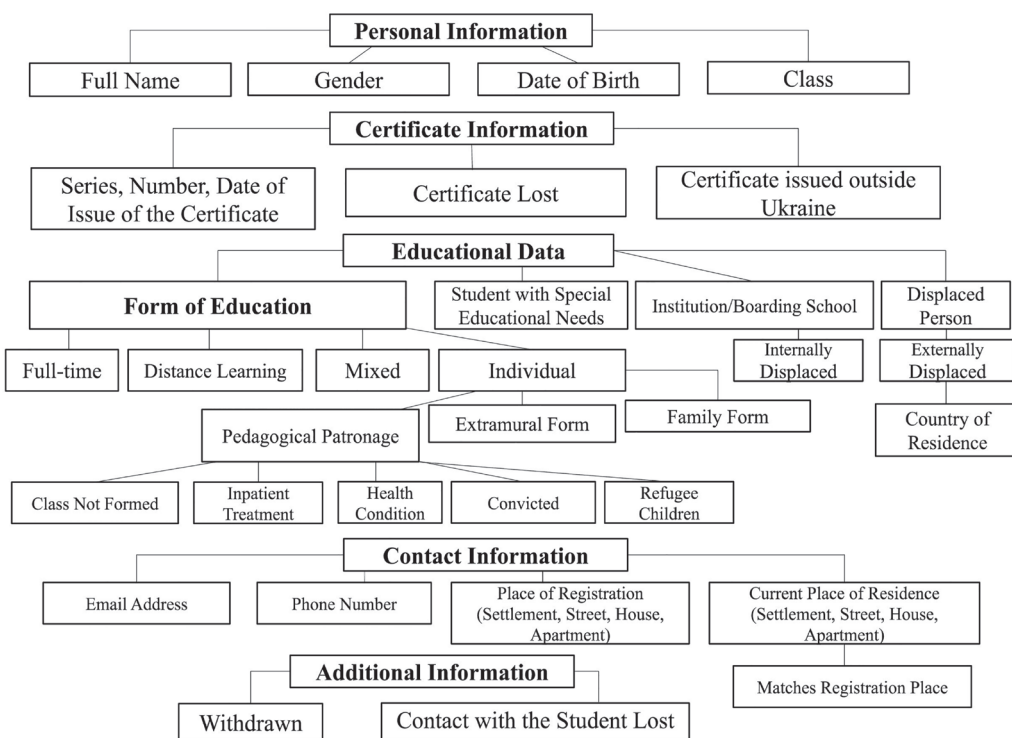 Personal Information
Full Name
Gender
Date of Birth
Class
Certificate Information
Series, Number, Date of
Issue of the Certificate
Certificate Lost
Certificate issued outside
Ukraine
Educational Data
Form of Education
Student with Special
Educational Needs
Institution/Boarding School
Displaced
Person
Full-time
Distance Learning
Mixed
Individual
Internally
Displaced
Externally
Displaced
Pedagogical Patronage
Extramural Form
Family Form
Country of
Residence
Class Not Formed
Inpatient
Treatment
Health
Condition
Convicted
Refugee
Children
Contact Information
Email Address
Phone Number
Place of Registration
(Settlement, Street, House,
Apartment)
Current Place of Residence
(Settlement, Street, House,
Apartment)
Matches Registration Place
Additional Information
Withdrawn
Contact with the Student Lost